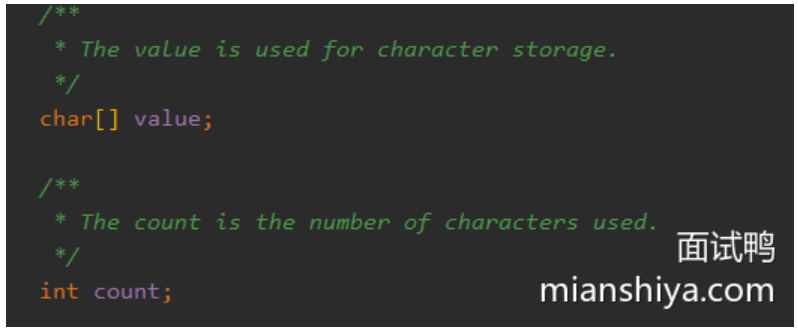 /**
* The value is used for character storage.
*/
char[] value;
/**
* The count is the number of characters used.
*/
int count;
面试鸭
mianshiya.com